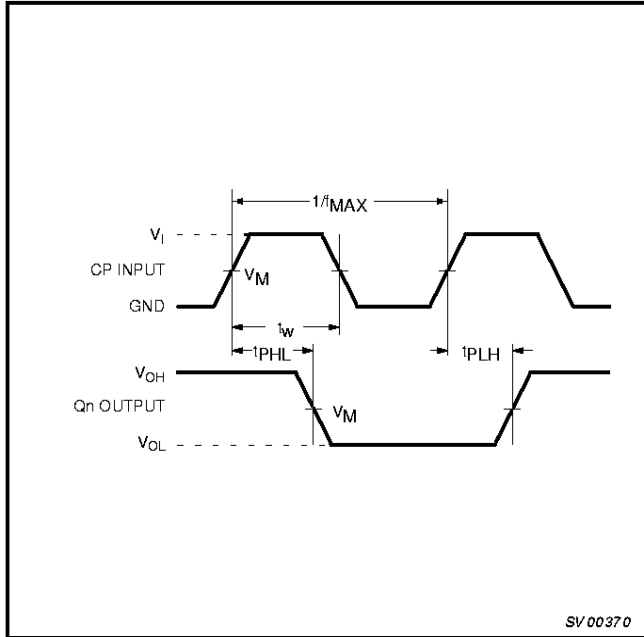 1/fMAX
VI
CP INPUT
VM
GND
tW
tPHL
tPLH
VOH
Qn OUTPUT
VM
VOL
SV00370